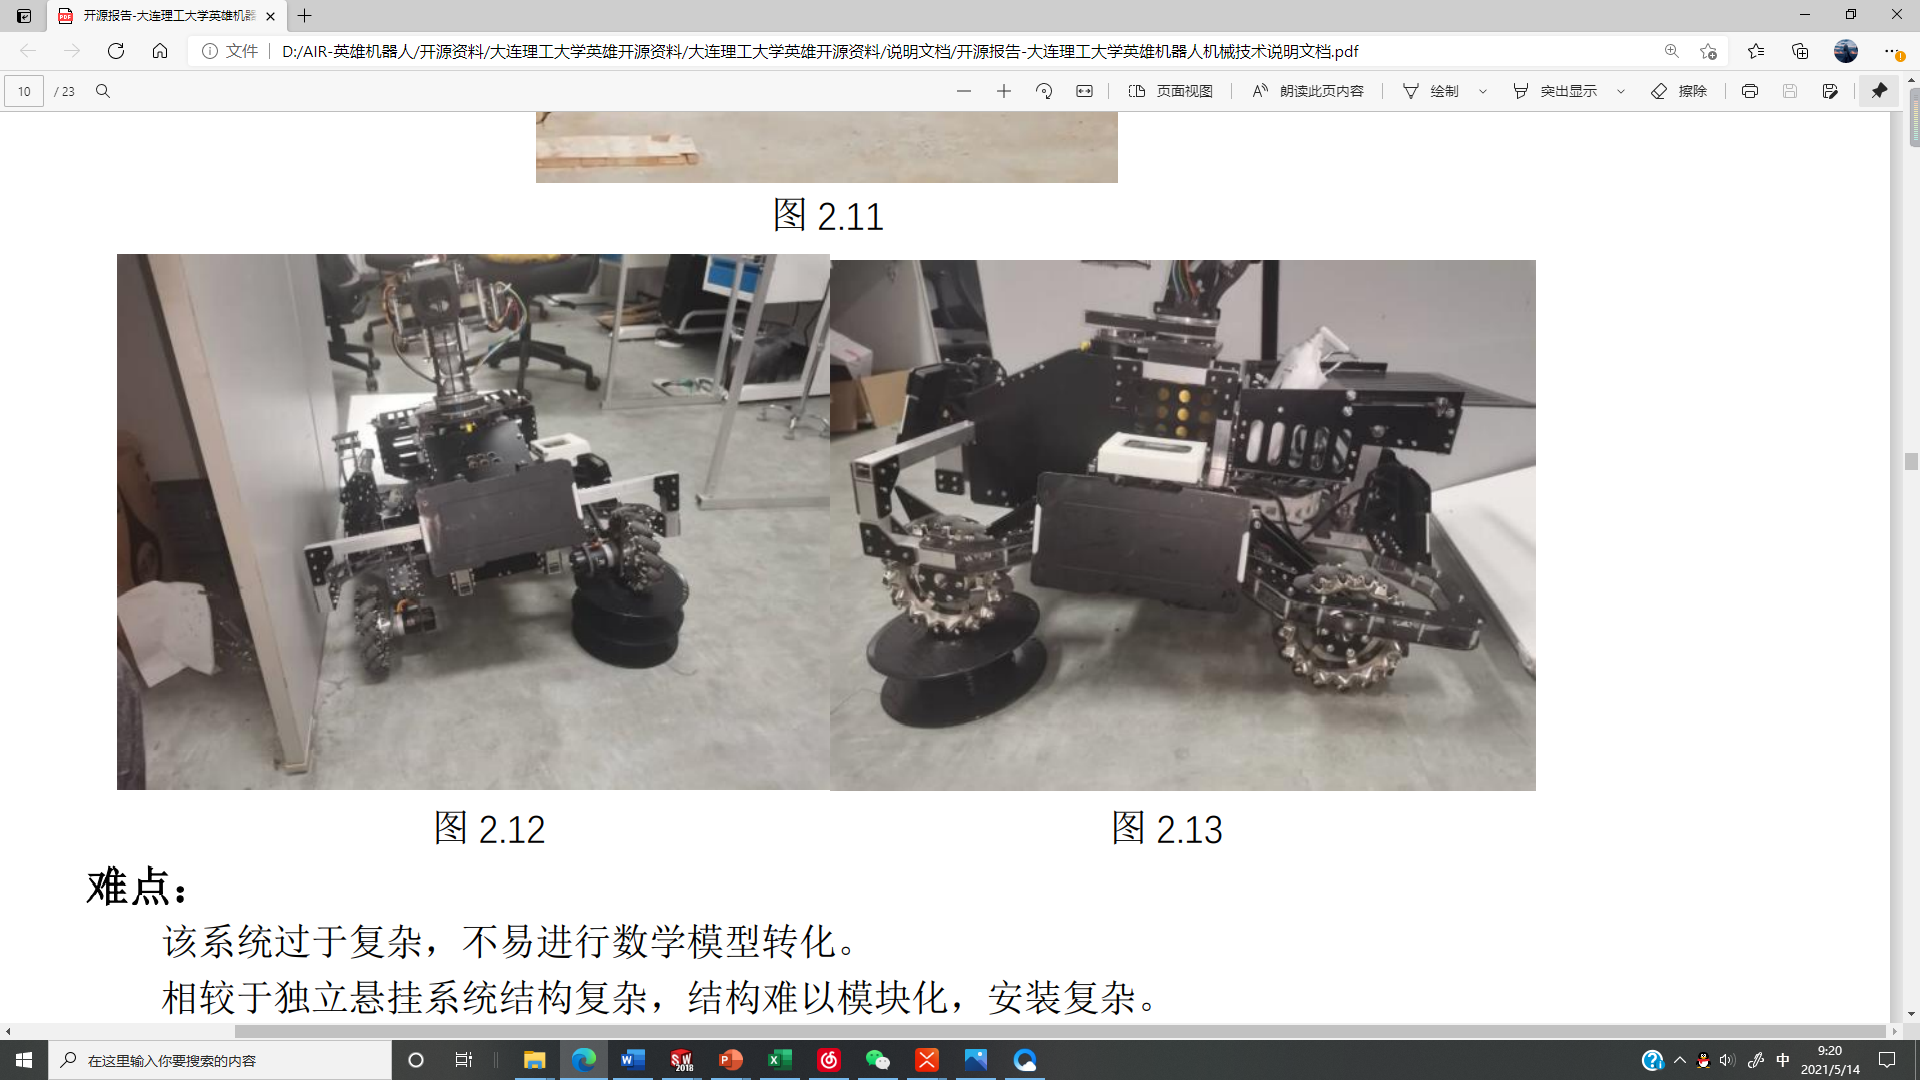 开源报告-大连理工大学英雄机器
文件
D:/AIR-英雄机器人/开源资料/大连理工大学英雄开源资料/大连理工大学英雄开源资料/说明文档/开源报告-大连理工大学英雄机器人机械技术说明文档.pdf
10 / 23
页面视图
朗读此页内容
绘制
突出显示
擦除
图 2.11
图 2.12
图 2.13
难点：
该系统过于复杂，不易进行数学模型转化。
相较于独立悬挂系统结构复杂，结构难以模块化，安装复杂。
在这里输入你要搜索的内容
中
9:20
2021/5/14